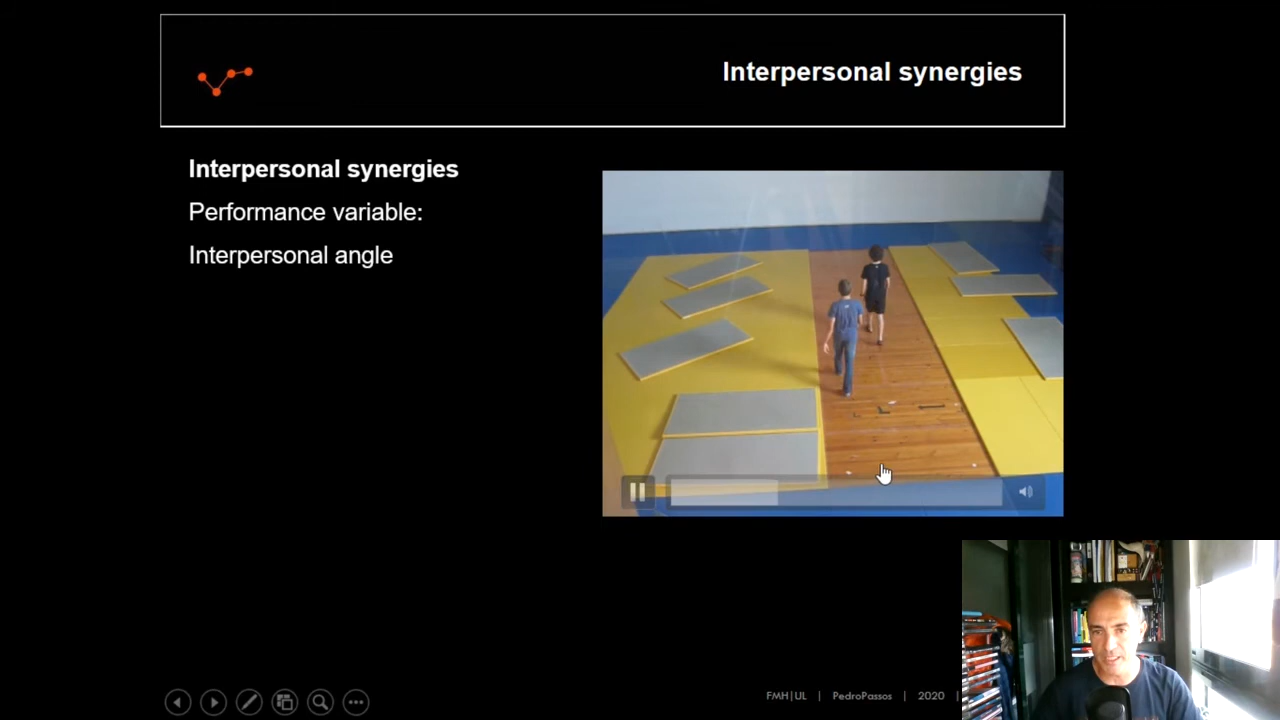 Interpersonal synergies
Interpersonal synergies
Performance variable:
Interpersonal angle
FMH|UL | PedroPassos | 2020 |